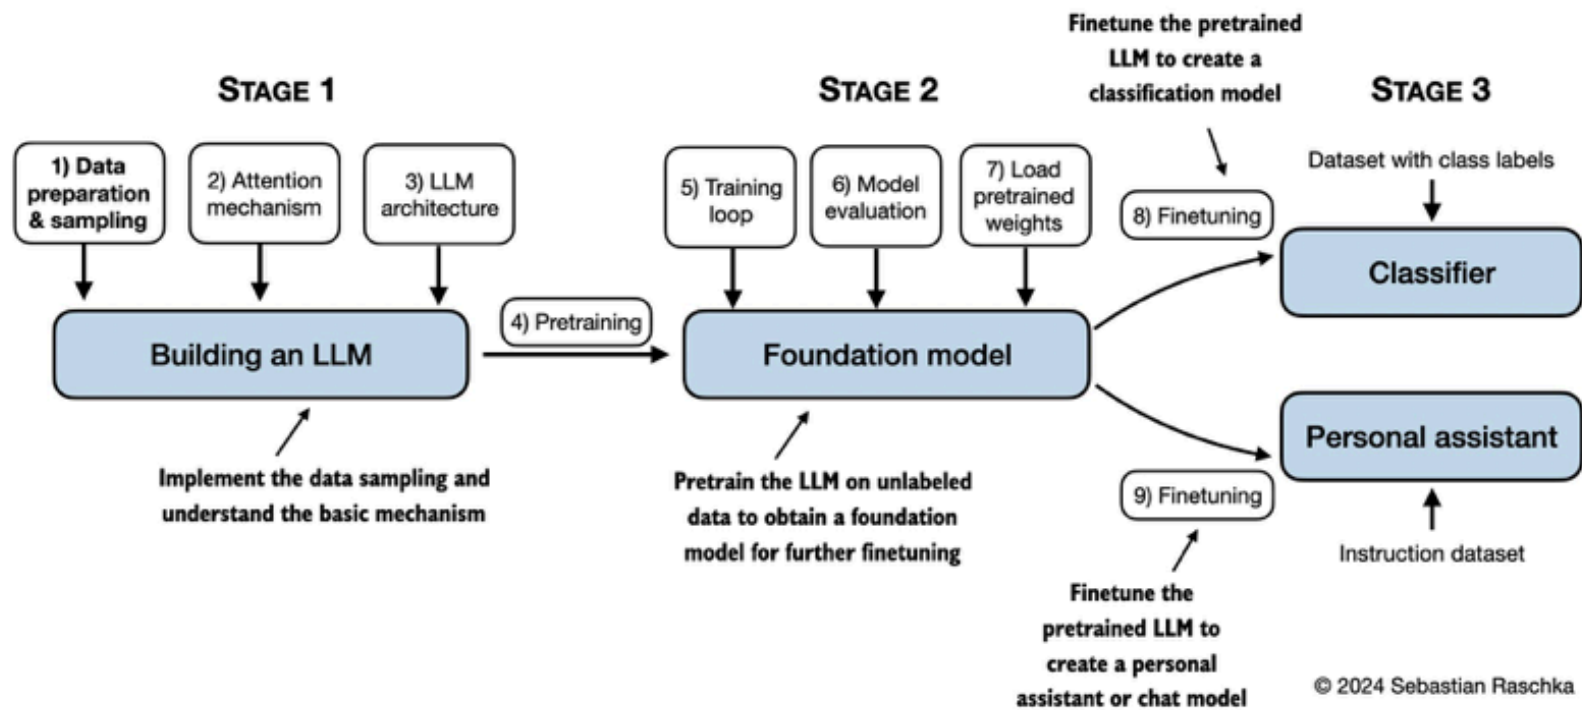 Finetune the pretrained
LLM to create a
classification model
STAGE 1
STAGE 2
STAGE 3
1) Data
preparation
& sampling
2) Attention
mechanism
3) LLM
architecture
5) Training
loop
6) Model
evaluation
7) Load
pretrained
weights
8) Finetuning
Dataset with class labels
Classifier
4) Pretraining
Building an LLM
Foundation model
Personal assistant
Implement the data sampling and
understand the basic mechanism
Pretrain the LLM on unlabeled
data to obtain a foundation
model for further finetuning
9) Finetuning
Instruction dataset
Finetune the
pretrained LLM to
create a personal
assistant or chat model
© 2024 Sebastian Raschka